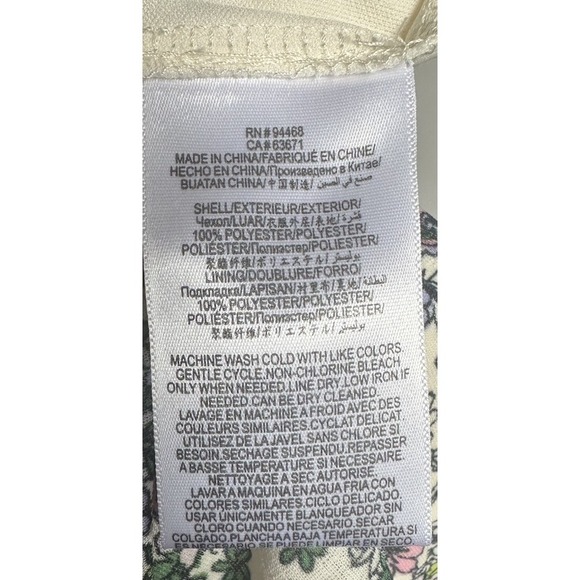 RN#94468
CA#63671
MADE IN CHINA/FABRIQUÉ EN CHINE/
HECHO EN CHINA/Произведено в Китае/
BUATAN CHINA/中国制造/صنع في الصين/
SHELL/EXTERIEUR/EXTERIOR/
Чехол/LUAR/衣服外层/表地/قشرة/
100% POLYESTER/POLYESTER/
POLIÉSTER/Полиэстер/POLIESTER/
聚酯纤维/ポリエステル/بوليستر/
LINING/DOUBLURE/FORRO/
Подкладка/LAPISAN/衬里布/裏地/البطانة/
100% POLYESTER/POLYESTER/
POLIÉSTER/Полиэстер/POLIESTER/
聚酯纤维/ポリエステル/بوليستر/
MACHINE WASH COLD WITH LIKE COLORS
GENTLE CYCLE.NON-CHLORINE BLEACH
ONLY WHEN NEEDED.LINE DRY.LOW IRON IF
NEEDED.CAN BE DRY CLEANED.
LAVAGE EN MACHINE A FROID AVEC DES
COULEURS SIMILAIRES.CYCLAT DELICAT.
UTILISEZ DE LA JAVEL SANS CHLORE SI
BESOIN.SECHAGE SUSPENDU.REPASSER
A BASSE TEMPERATURE SI NECESSAIRE.
NETTOYAGE A SEC AUTORISE.
LAVAR A MAQUINA EN AGUA FRIA CON
COLORES SIMILARES.CICLO DELICADO.
USAR ÚNICAMENTE BLANQUEADOR SIN
CLORO CUANDO NECESARIO.SECAR
COLGADO.PLANCHA A BAJA TEMPERATURA SI
ES NECESARIO.SE PUEDE LIMPIAR EN SECO